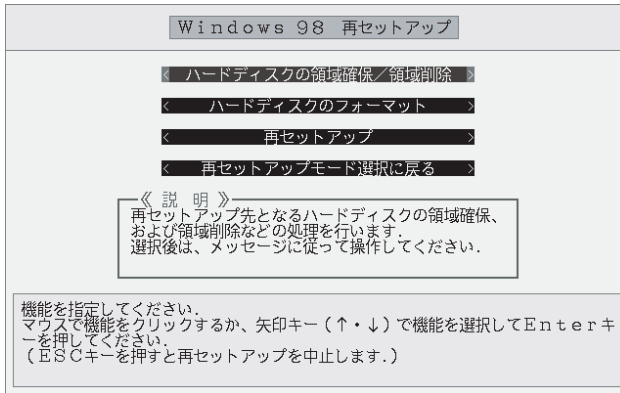 Ｗｉｎｄｏｗｓ ９８ 再セットアップ
< ハードディスクの領域確保／領域削除 >
< ハードディスクのフォーマット >
< 再セットアップ >
< 再セットアップモード選択に戻る >
《 説 明 》
再セットアップ先となるハードディスクの領域確保、
および領域削除などの処理を行います．
選択後は、メッセージに従って操作してください．
機能を指定してください．
マウスで機能をクリックするか、矢印キー（↑・↓）で機能を選択してＥｎｔｅｒキ
ーを押してください．
（ＥＳＣキーを押すと再セットアップを中止します．）